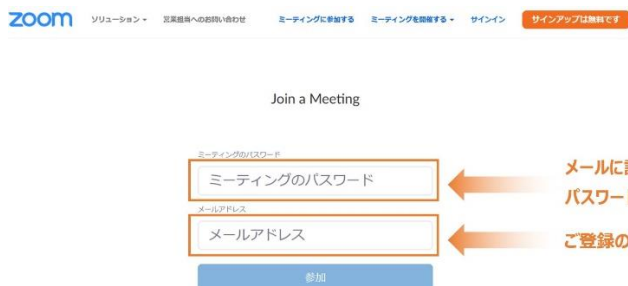 zoom ソリューション 営業担当へのお問い合わせ ミーティングに参加する ミーティングを開催する サインイン サインアップは無料です
Join a Meeting
ミーティングのパスワード
ミーティングのパスワード
メールに
パスワード
メールアドレス
メールアドレス
ご登録の
参加